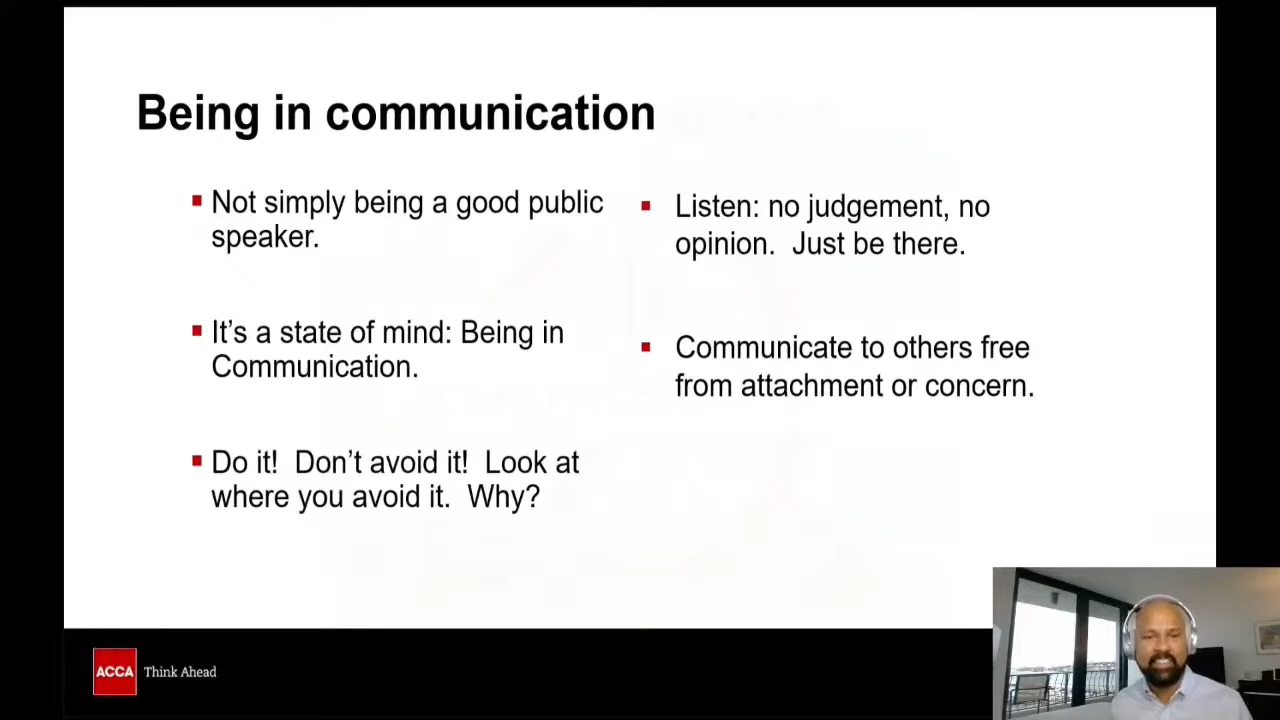 Being in communication
Not simply being a good public
speaker.
It's a state of mind: Being in
Communication.
Do it!  Don't avoid it!  Look at
where you avoid it.  Why?
Listen: no judgement, no
opinion.  Just be there.
Communicate to others free
from attachment or concern.
ACCA Think Ahead